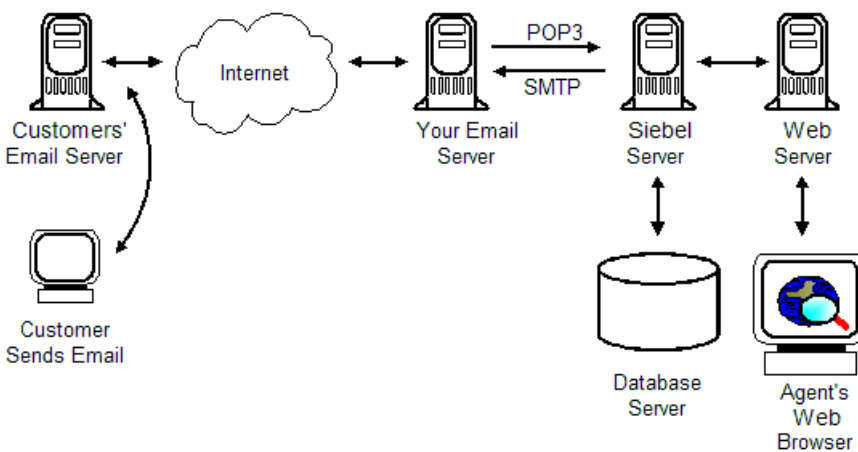 Internet
POP3
SMTP
Customers'
Email Server
Your Email
Server
Siebel
Server
Web
Server
Customer
Sends Email
Database
Server
Agent's
Web
Browser